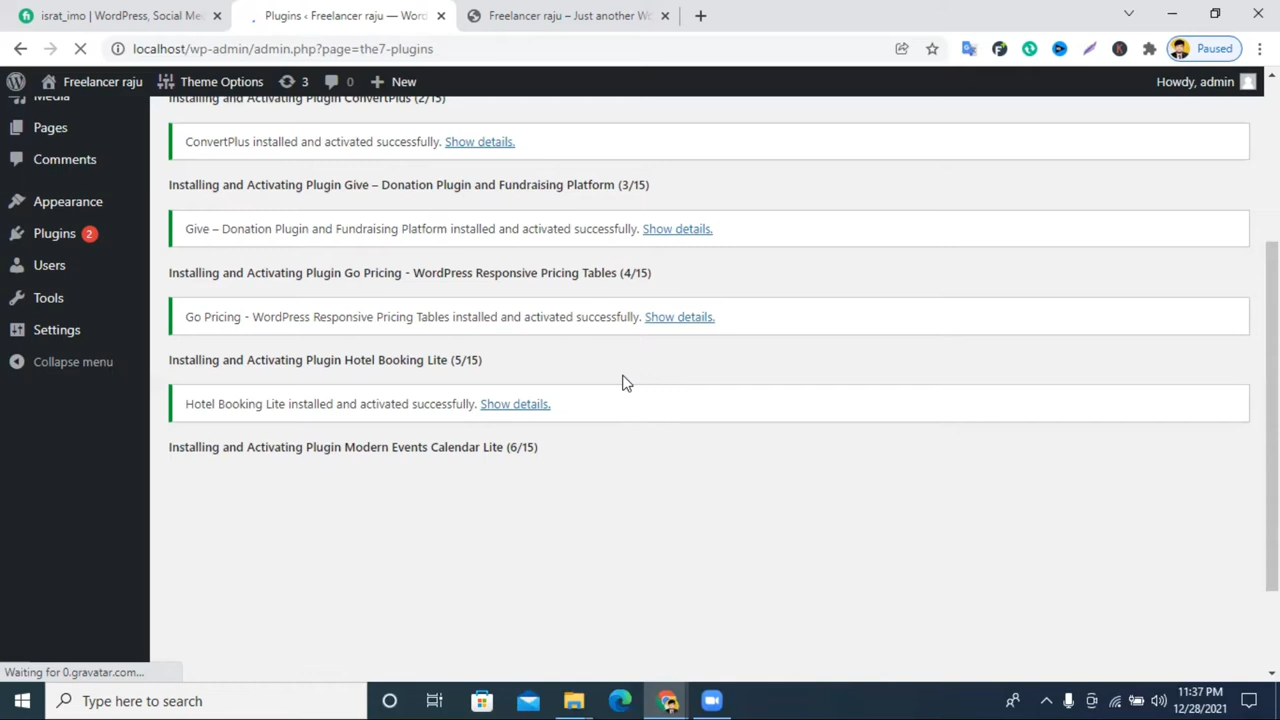 israt_imo | WordPress, Social Med
Plugins ‹ Freelancer raju — Word
Freelancer raju – Just another Wo
localhost/wp-admin/admin.php?page=the7-plugins
Paused
Freelancer raju
Theme Options
3
0
New
Howdy, admin
Media
Pages
Comments
Appearance
Plugins 2
Users
Tools
Settings
Collapse menu
Installing and Activating Plugin ConvertPlus (2/15)
ConvertPlus installed and activated successfully. Show details.
Installing and Activating Plugin Give – Donation Plugin and Fundraising Platform (3/15)
Give – Donation Plugin and Fundraising Platform installed and activated successfully. Show details.
Installing and Activating Plugin Go Pricing - WordPress Responsive Pricing Tables (4/15)
Go Pricing - WordPress Responsive Pricing Tables installed and activated successfully. Show details.
Installing and Activating Plugin Hotel Booking Lite (5/15)
Hotel Booking Lite installed and activated successfully. Show details.
Installing and Activating Plugin Modern Events Calendar Lite (6/15)
Waiting for 0.gravatar.com...
Type here to search
11:37 PM
12/28/2021